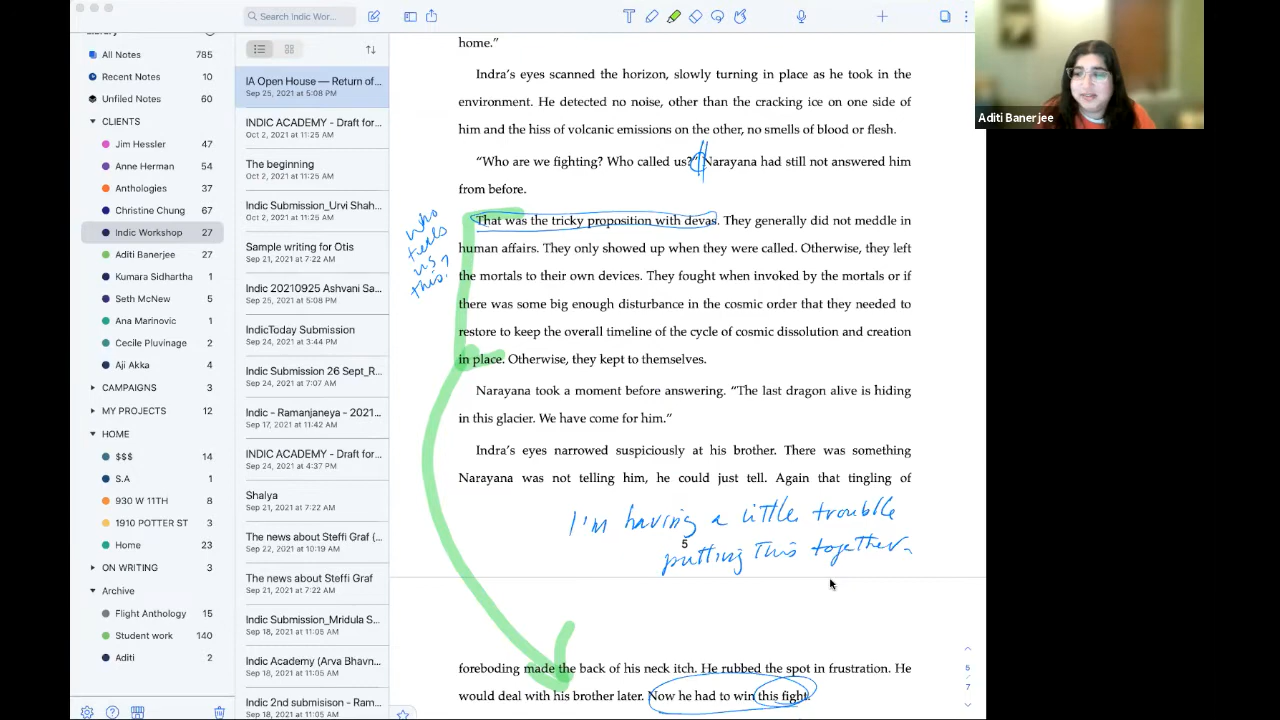 Search Indic Wor...
All Notes 785
Recent Notes 10
Unfiled Notes 60
CLIENTS
Jim Hessler 47
Anne Herman 54
Anthologies 37
Christine Chung 67
Indic Workshop 27
Aditi Banerjee 27
Kumara Sidhartha 1
Seth McNew 5
Ana Marinovic 1
Cecile Pluvinage 2
Aji Akka 4
CAMPAIGNS 3
MY PROJECTS 12
HOME
$$$ 14
S.A 1
930 W 11TH 8
1910 POTTER ST 3
Home 23
ON WRITING 3
Archive
Flight Anthology 15
Student work 140
Aditi 2
IA Open House — Return of...
Sep 25, 2021 at 5:08 PM
INDIC ACADEMY - Draft for...
Oct 2, 2021 at 11:25 AM
The beginning
Oct 2, 2021 at 11:25 AM
Indic Submission_Urvi Shah...
Sep 18, 2021 at 11:05 AM
Sample writing for Otis
Sep 21, 2021 at 7:22 AM
Indic 20210925 Ashvani Sa...
Sep 25, 2021 at 5:08 PM
IndicToday Submission
Sep 24, 2021 at 3:44 PM
Indic Submission 26 Sept_R...
Sep 24, 2021 at 7:07 AM
Indic - Ramanjaneya - 2021...
Sep 17, 2021 at 11:42 AM
INDIC ACADEMY - Draft for...
Sep 24, 2021 at 4:37 PM
Shalya
Sep 21, 2021 at 7:22 AM
The news about Steffi Graf (...
Sep 22, 2021 at 10:19 AM
The news about Steffi Graf
Sep 21, 2021 at 7:22 AM
Indic Submission_Mridula S...
Sep 18, 2021 at 11:05 AM
Indic Academy (Arva Bhavn...
Sep 18, 2021 at 11:05 AM
Indic 2nd submisison - Ram...
Sep 18, 2021 at 11:05 AM
home.”
Indra’s eyes scanned the horizon, slowly turning in place as he took in the
environment. He detected no noise, other than the cracking ice on one side of
him and the hiss of volcanic emissions on the other, no smells of blood or flesh.
“Who are we fighting? Who called us?” Narayana had still not answered him
from before.
who
feels
us
this?
That was the tricky proposition with devas. They generally did not meddle in
human affairs. They only showed up when they were called. Otherwise, they left
the mortals to their own devices. They fought when invoked by the mortals or if
there was some big enough disturbance in the cosmic order that they needed to
restore to keep the overall timeline of the cycle of cosmic dissolution and creation
in place. Otherwise, they kept to themselves.
Narayana took a moment before answering. “The last dragon alive is hiding
in this glacier. We have come for him.”
Indra’s eyes narrowed suspiciously at his brother. There was something
Narayana was not telling him, he could just tell. Again that tingling of
I'm having a little trouble
5
putting this together.
foreboding made the back of his neck itch. He rubbed the spot in frustration. He
would deal with his brother later. Now he had to win this fight.
5
7
Aditi Banerjee